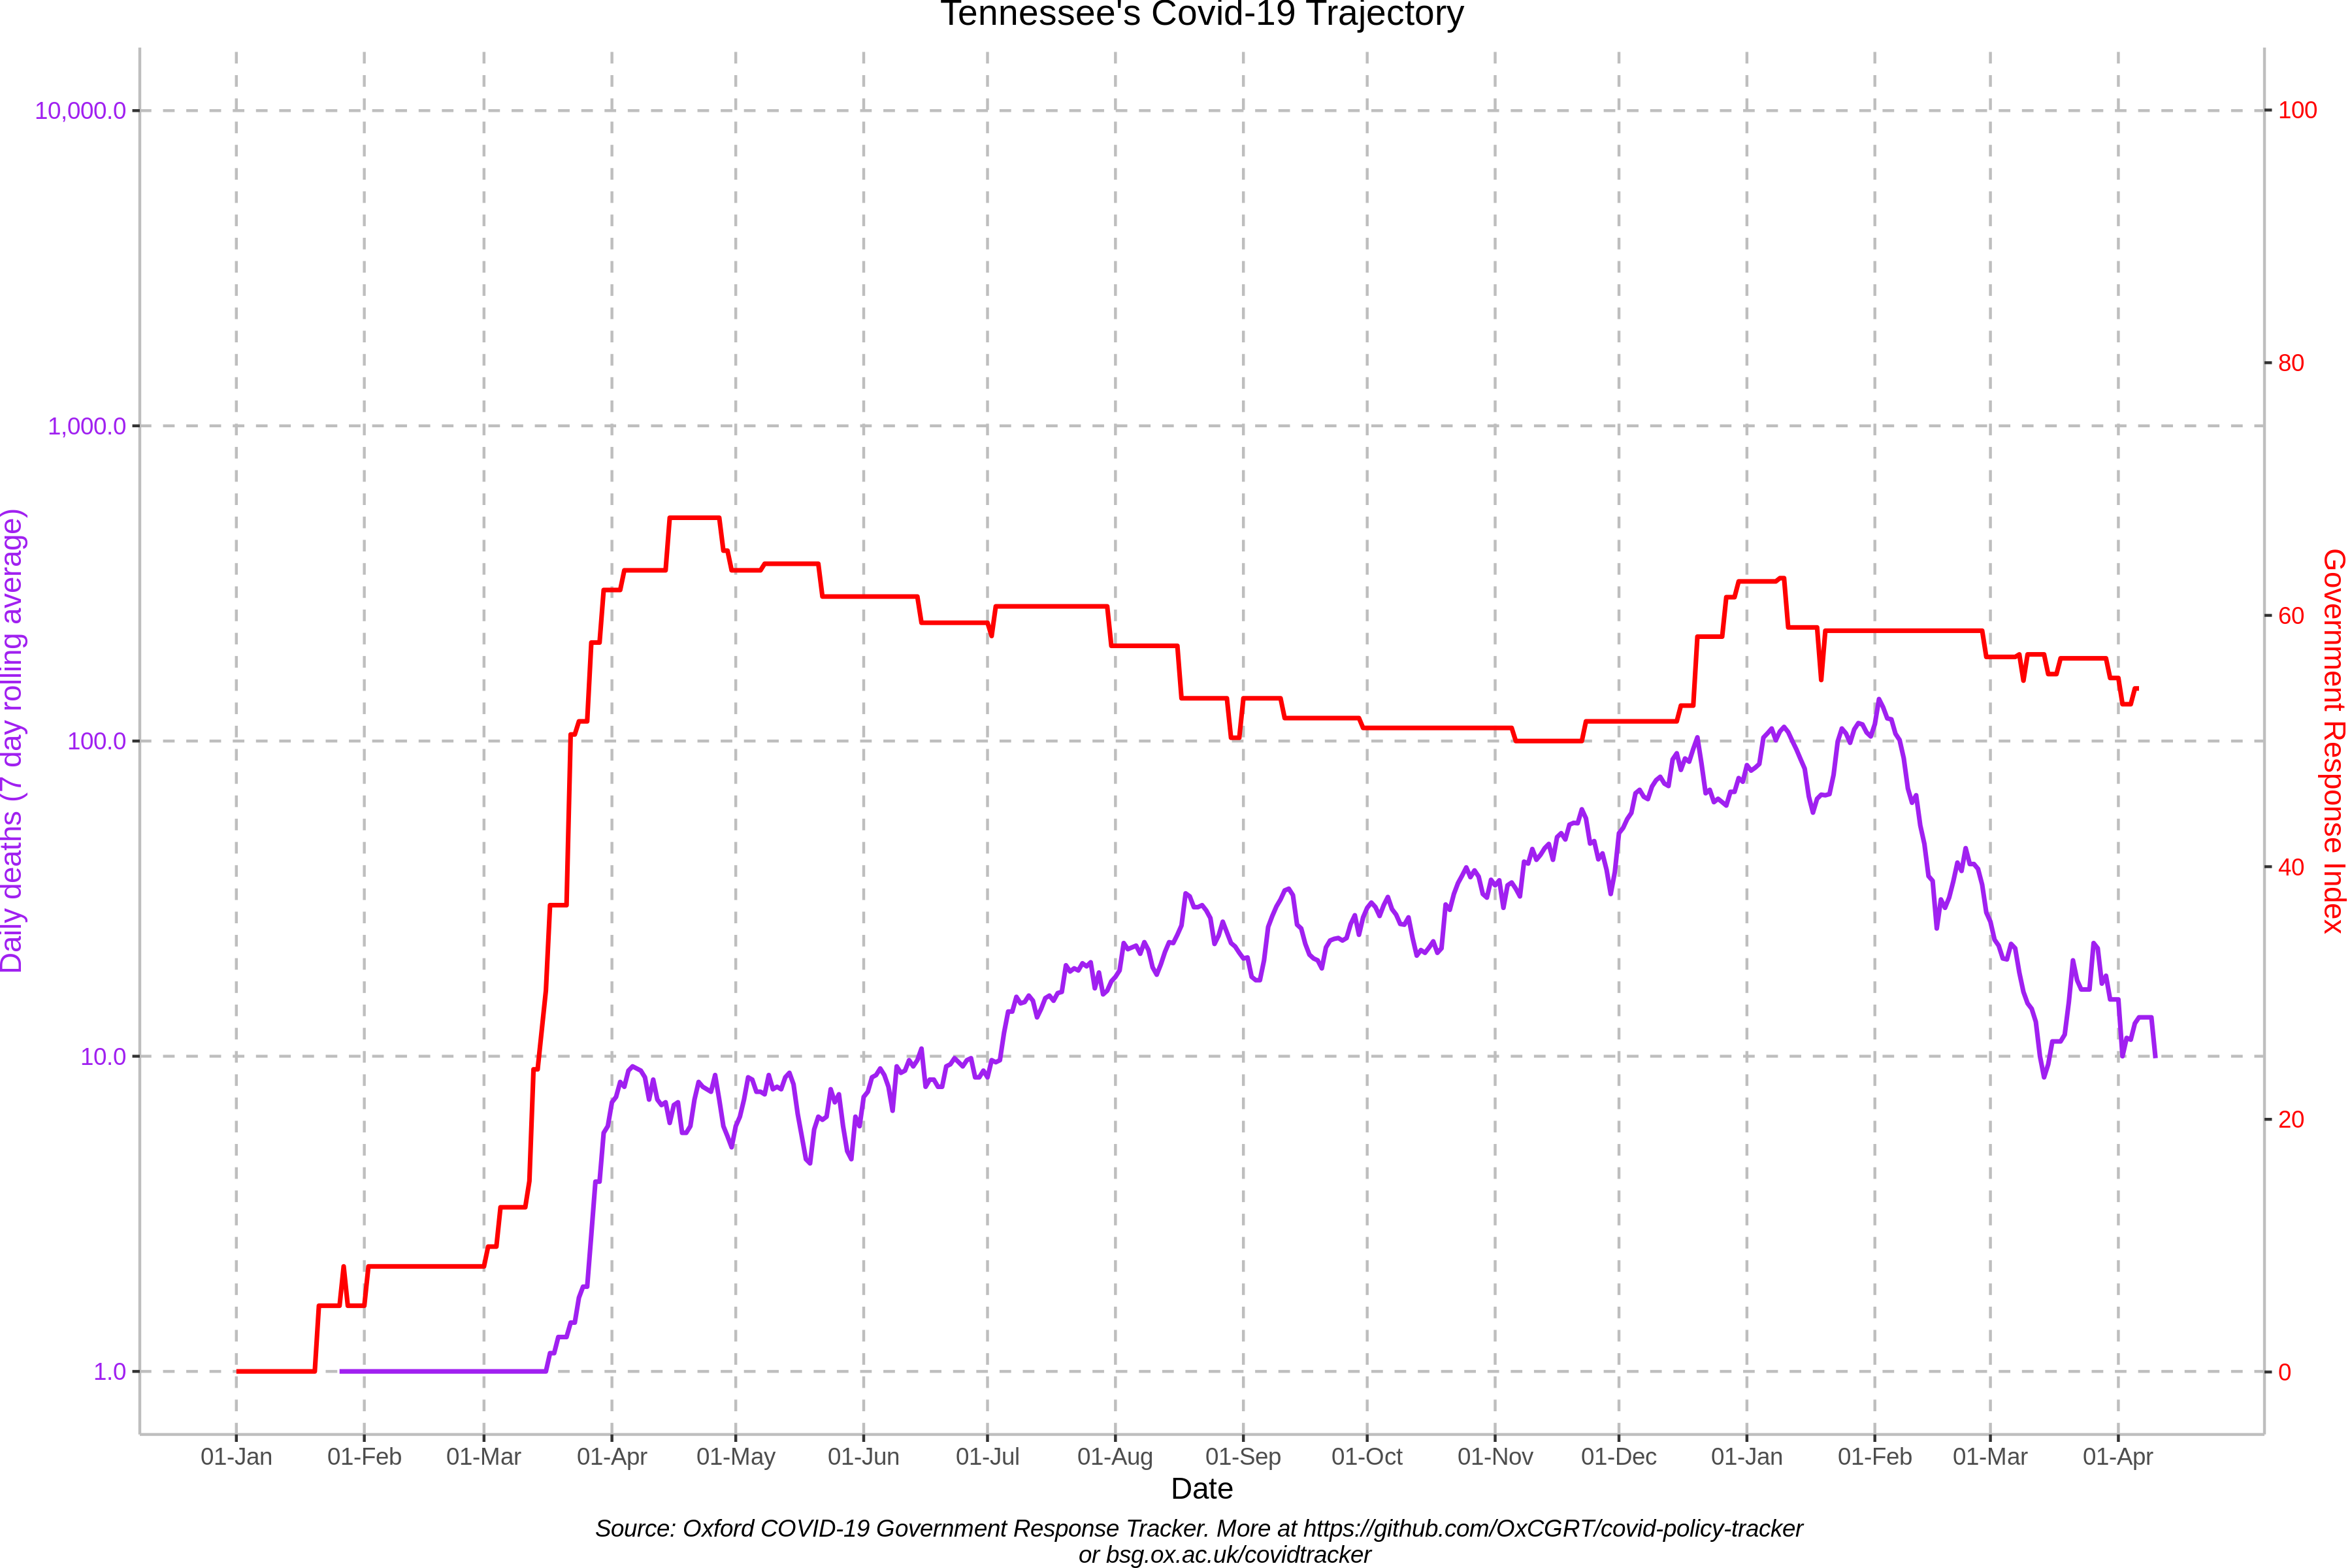 Tennessee's Covid-19 Trajectory
10,000.0
1,000.0
100.0
10.0
1.0
Daily deaths (7 day rolling average)
100
80
60
40
20
0
Government Response Index
01-Jan 01-Feb 01-Mar 01-Apr 01-May 01-Jun 01-Jul 01-Aug 01-Sep 01-Oct 01-Nov 01-Dec 01-Jan 01-Feb 01-Mar 01-Apr
Date
Source: Oxford COVID-19 Government Response Tracker. More at https://github.com/OxCGRT/covid-policy-tracker
or bsg.ox.ac.uk/covidtracker